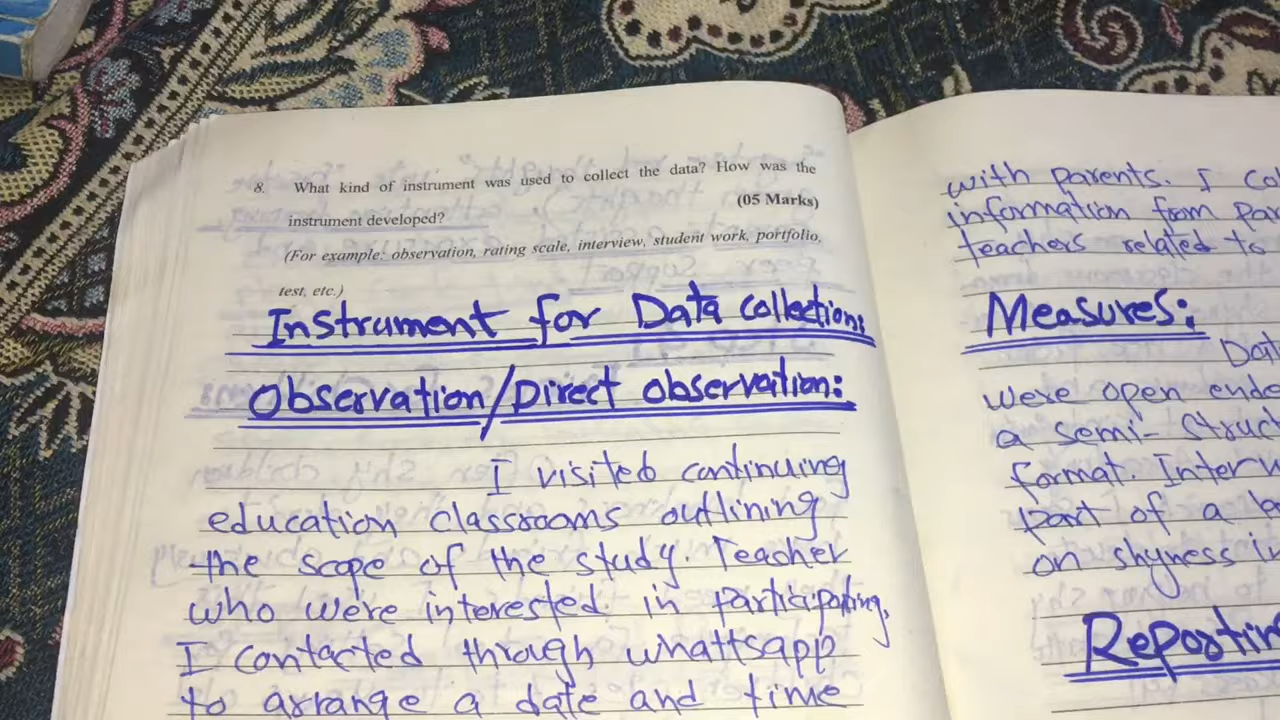 8. What kind of instrument was used to collect the data? How was the
instrument developed? (05 Marks)
(For example: observation, rating scale, interview, student work, portfolio,
test, etc.)
Instrument for Data collection:
Observation/Direct observation:
I visited continuing
education classrooms outlining
the scope of the study. Teacher
who were interested in participating,
I contacted through whattsapp
to arrange a date and time
with parents. I
information from
teachers related to
Measures:
were open
a semi-
format.
part of a
on shyness in